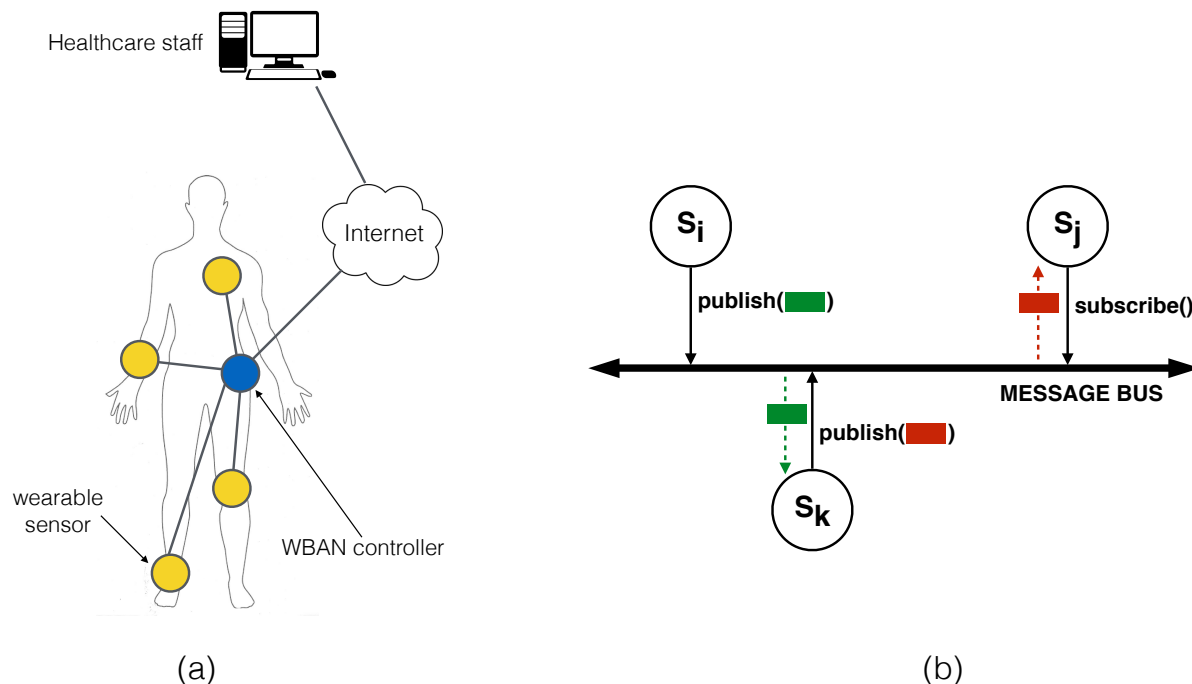 Healthcare staff
Internet
wearable
sensor
WBAN controller
(a)
Si
Sj
publish( )
subscribe()
MESSAGE BUS
publish( )
Sk
(b)